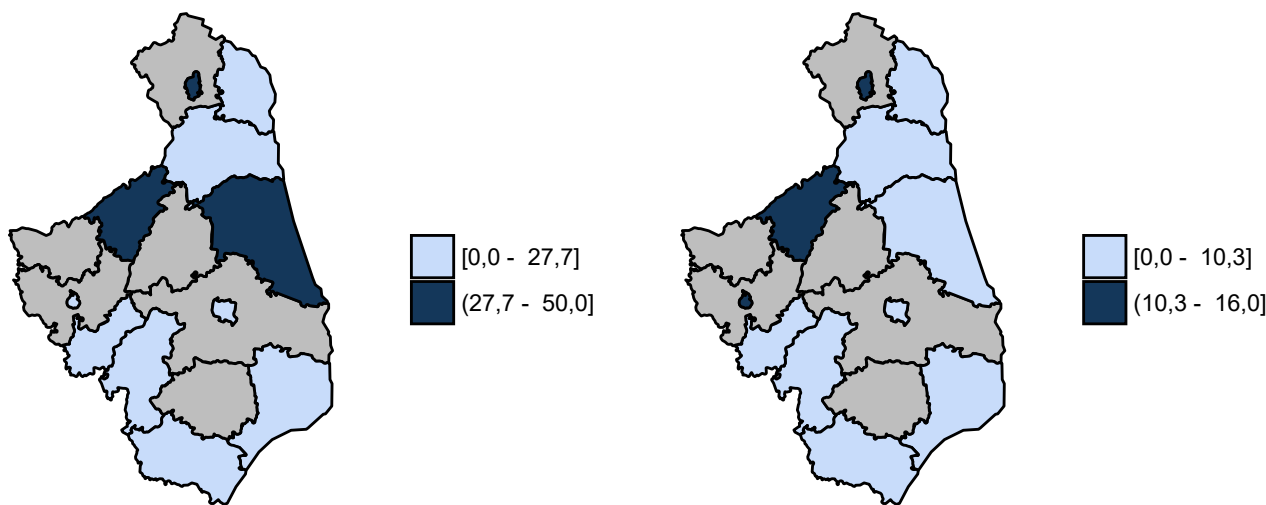 [0,0 -  27,7]
(27,7 -  50,0]
[0,0 -  10,3]
(10,3 -  16,0]